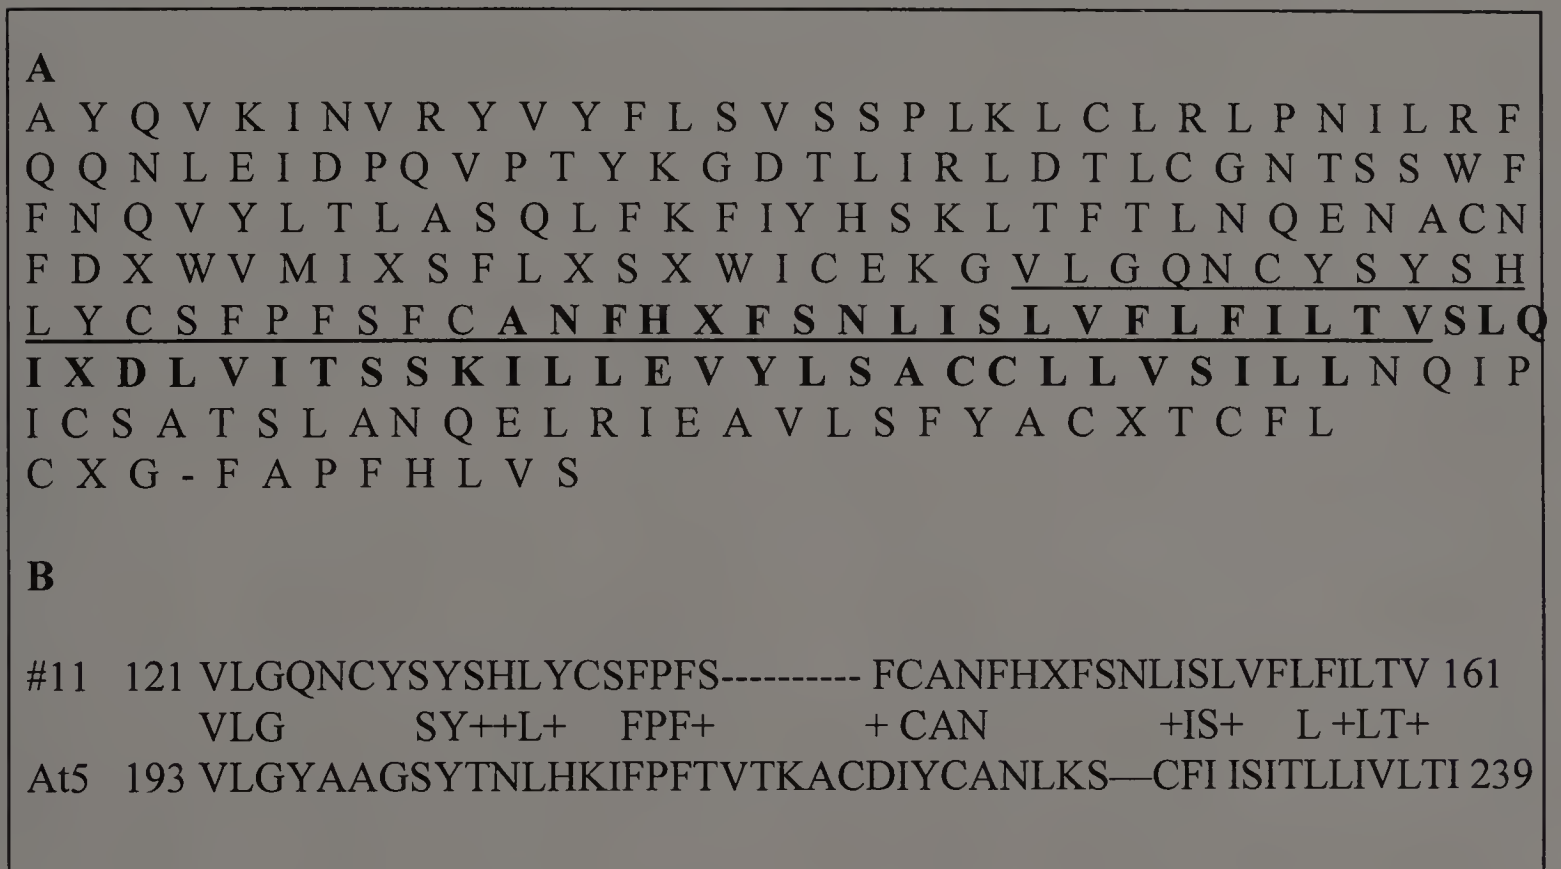 A
A Y Q V K I N V R Y V Y F L S V S S P L K L C L R L P N I L R F
Q Q N L E I D P Q V P T Y K G D T L I R L D T L C G N T S S W F
F N Q V Y L T L A S Q L F K F I Y H S K L T F T L N Q E N A C N
F D X W V M I X S F L X S X W I C E K G V L G Q N C Y S Y S H
L Y C S F P F S F C A N F H X F S N L I S L V F L F I L T V S L Q
I X D L V I T S S K I L L E V Y L S A C C L L V S I L L N Q I P
I C S A T S L A N Q E L R I E A V L S F Y A C X T C F L
C X G - F A P F H L V S
B
#11 121 VLGQNCYSYSHLYCSFPFS---------- FCANFHXFSNLISLVFLFILTV 161
VLG SY++L+ FPF+ + CAN +IS+ L +LT+
At5 193 VLGYAAGSYTNLHKIFPFTVTKACDIYCANLKS—CFI ISITLLIVLTI 239